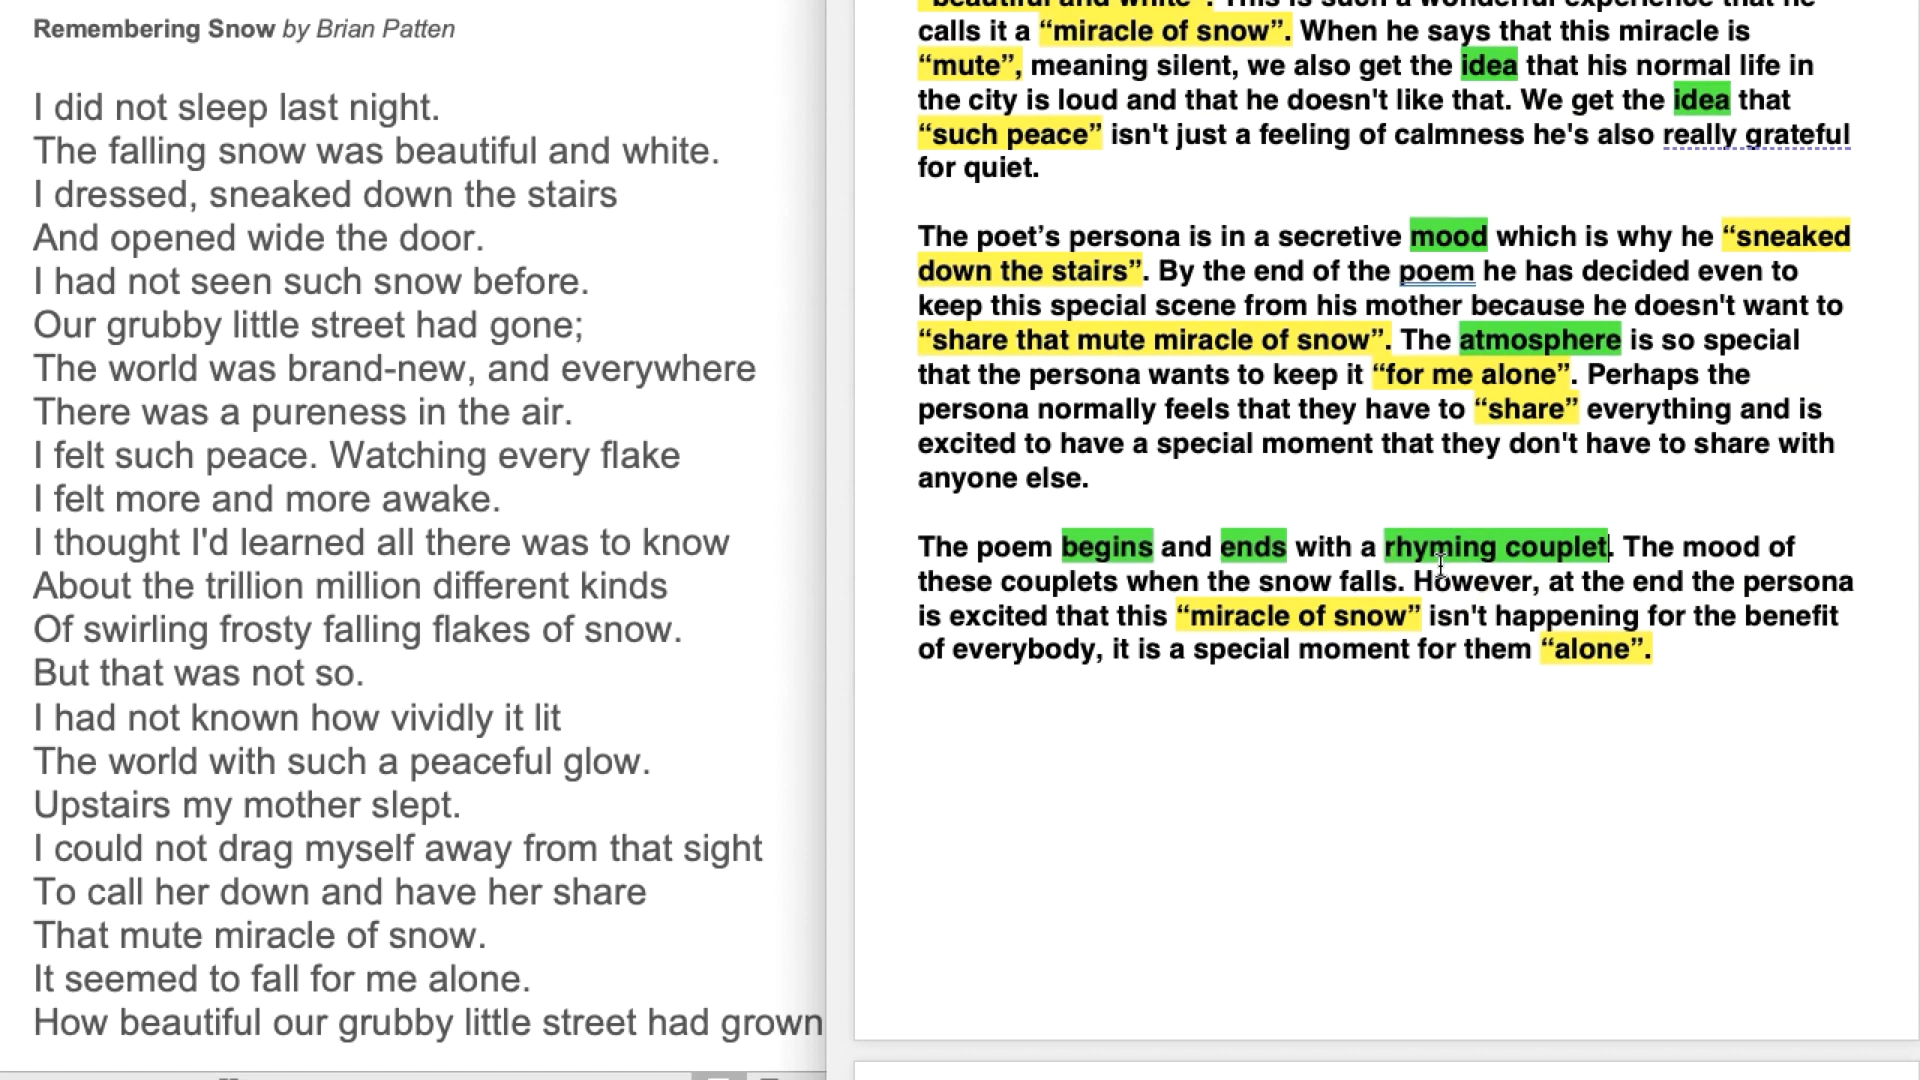 Remembering Snow by Brian Patten
I did not sleep last night.
The falling snow was beautiful and white.
I dressed, sneaked down the stairs
And opened wide the door.
I had not seen such snow before.
Our grubby little street had gone;
The world was brand-new, and everywhere
There was a pureness in the air.
I felt such peace. Watching every flake
I felt more and more awake.
I thought I'd learned all there was to know
About the trillion million different kinds
Of swirling frosty falling flakes of snow.
But that was not so.
I had not known how vividly it lit
The world with such a peaceful glow.
Upstairs my mother slept.
I could not drag myself away from that sight
To call her down and have her share
That mute miracle of snow.
It seemed to fall for me alone.
How beautiful our grubby little street had grown
“beautiful and white”. This is such a wonderful experience that he
calls it a “miracle of snow”. When he says that this miracle is
“mute”, meaning silent, we also get the idea that his normal life in
the city is loud and that he doesn't like that. We get the idea that
“such peace” isn't just a feeling of calmness he's also really grateful
for quiet.
The poet’s persona is in a secretive mood which is why he “sneaked
down the stairs”. By the end of the poem he has decided even to
keep this special scene from his mother because he doesn't want to
“share that mute miracle of snow”. The atmosphere is so special
that the persona wants to keep it “for me alone”. Perhaps the
persona normally feels that they have to “share” everything and is
excited to have a special moment that they don't have to share with
anyone else.
The poem begins and ends with a rhyming couplet. The mood of
these couplets when the snow falls. However, at the end the persona
is excited that this “miracle of snow” isn't happening for the benefit
of everybody, it is a special moment for them “alone”.